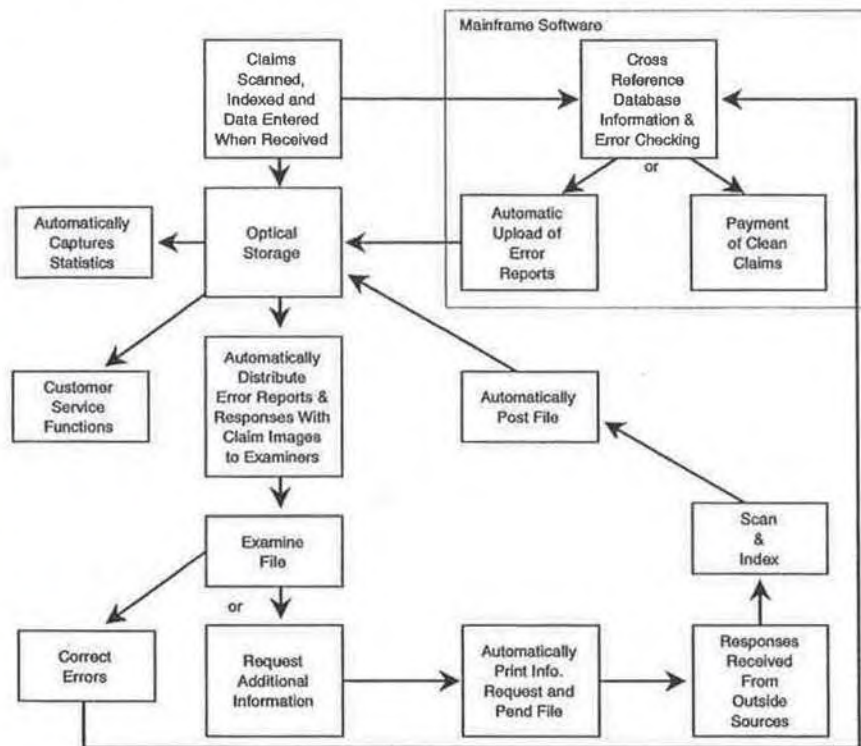 Mainframe Software
Claims
Scanned,
Indexed and
Data Entered
When Received
Cross
Reference
Database
Information &
Error Checking
or
Automatically
Captures
Statistics
Optical
Storage
Automatic
Upload of
Error
Reports
Payment
of Clean
Claims
Customer
Service
Functions
Automatically
Distribute
Error Reports &
Responses With
Claim Images
to Examiners
Automatically
Post File
Examine
File
or
Scan
&
Index
Correct
Errors
Request
Additional
Information
Automatically
Print Info.
Request and
Pend File
Responses
Received
From
Outside
Sources